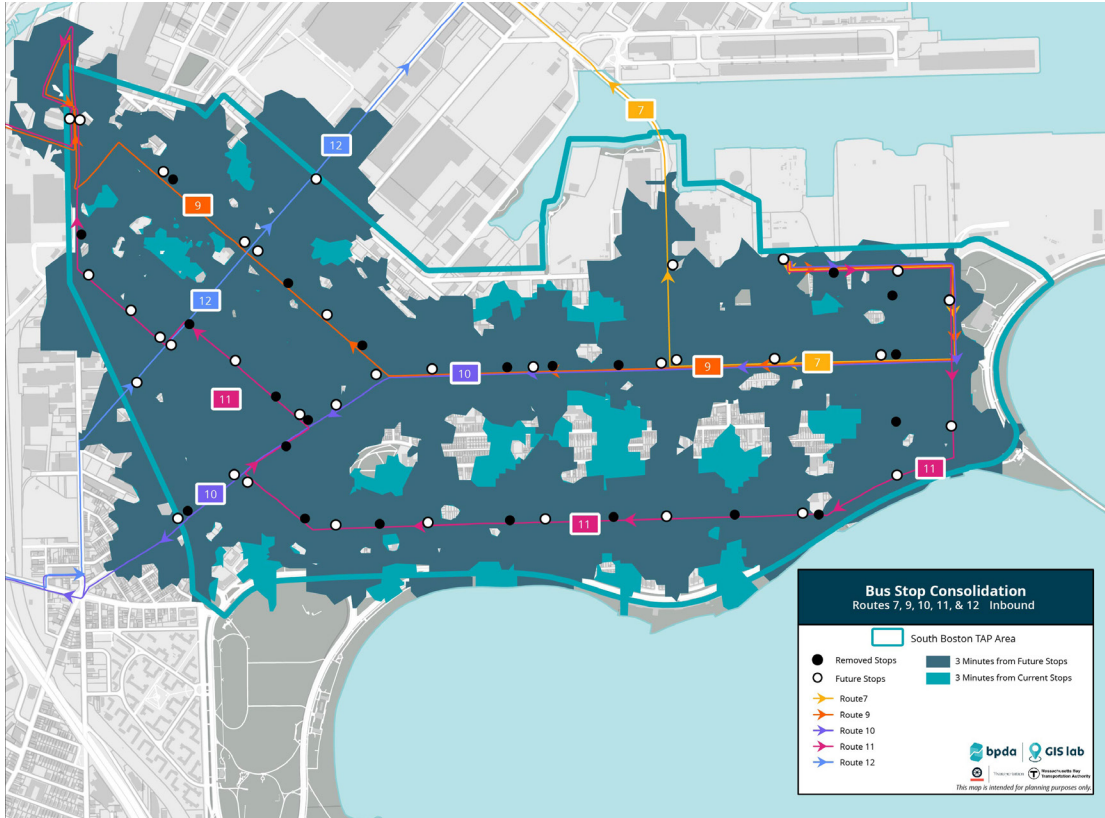 7
12
9
12
10
9
7
11
11
10
11
Bus Stop Consolidation
Routes 7, 9, 10, 11, & 12 Inbound
South Boston TAP Area
Removed Stops
3 Minutes from Future Stops
Future Stops
3 Minutes from Current Stops
Route7
Route 9
Route 10
Route 11
Route 12
bpda
GIS lab
T
Massachusetts Bay
Transportation Authority
This map is intended for planning purposes only.